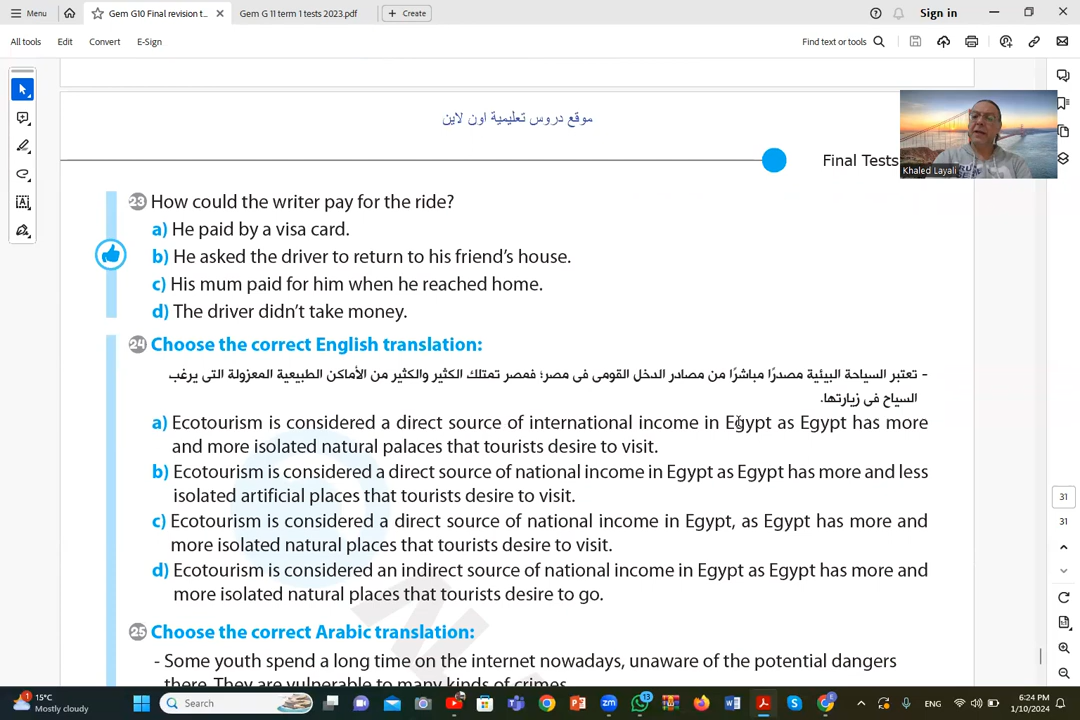 Menu
Gem G10 Final revision t...
Gem G 11 term 1 tests 2023.pdf
Create
Sign in
All tools
Edit
Convert
E-Sign
Find text or tools
موقع دروس تعليمية اون لاين
Final Tests
Khaled Layali
23 How could the writer pay for the ride?
a) He paid by a visa card.
b) He asked the driver to return to his friend's house.
c) His mum paid for him when he reached home.
d) The driver didn't take money.
24 Choose the correct English translation:
- تعتبر السياحة البيئية مصدرًا مباشرًا من مصادر الدخل القومى فى مصر؛ فمصر تمتلك الكثير والكثير من الأماكن الطبيعية المعزولة التى يرغب
السياح فى زيارتها.
a) Ecotourism is considered a direct source of international income in Egypt as Egypt has more
and more isolated natural palaces that tourists desire to visit.
b) Ecotourism is considered a direct source of national income in Egypt as Egypt has more and less
isolated artificial places that tourists desire to visit.
c) Ecotourism is considered a direct source of national income in Egypt, as Egypt has more and
more isolated natural places that tourists desire to visit.
d) Ecotourism is considered an indirect source of national income in Egypt as Egypt has more and
more isolated natural places that tourists desire to go.
25 Choose the correct Arabic translation:
- Some youth spend a long time on the internet nowadays, unaware of the potential dangers
there. They are vulnerable to many kinds of crimes.
31
31
15°C
Mostly cloudy
Search
13
6
ENG
6:24 PM
1/10/2024